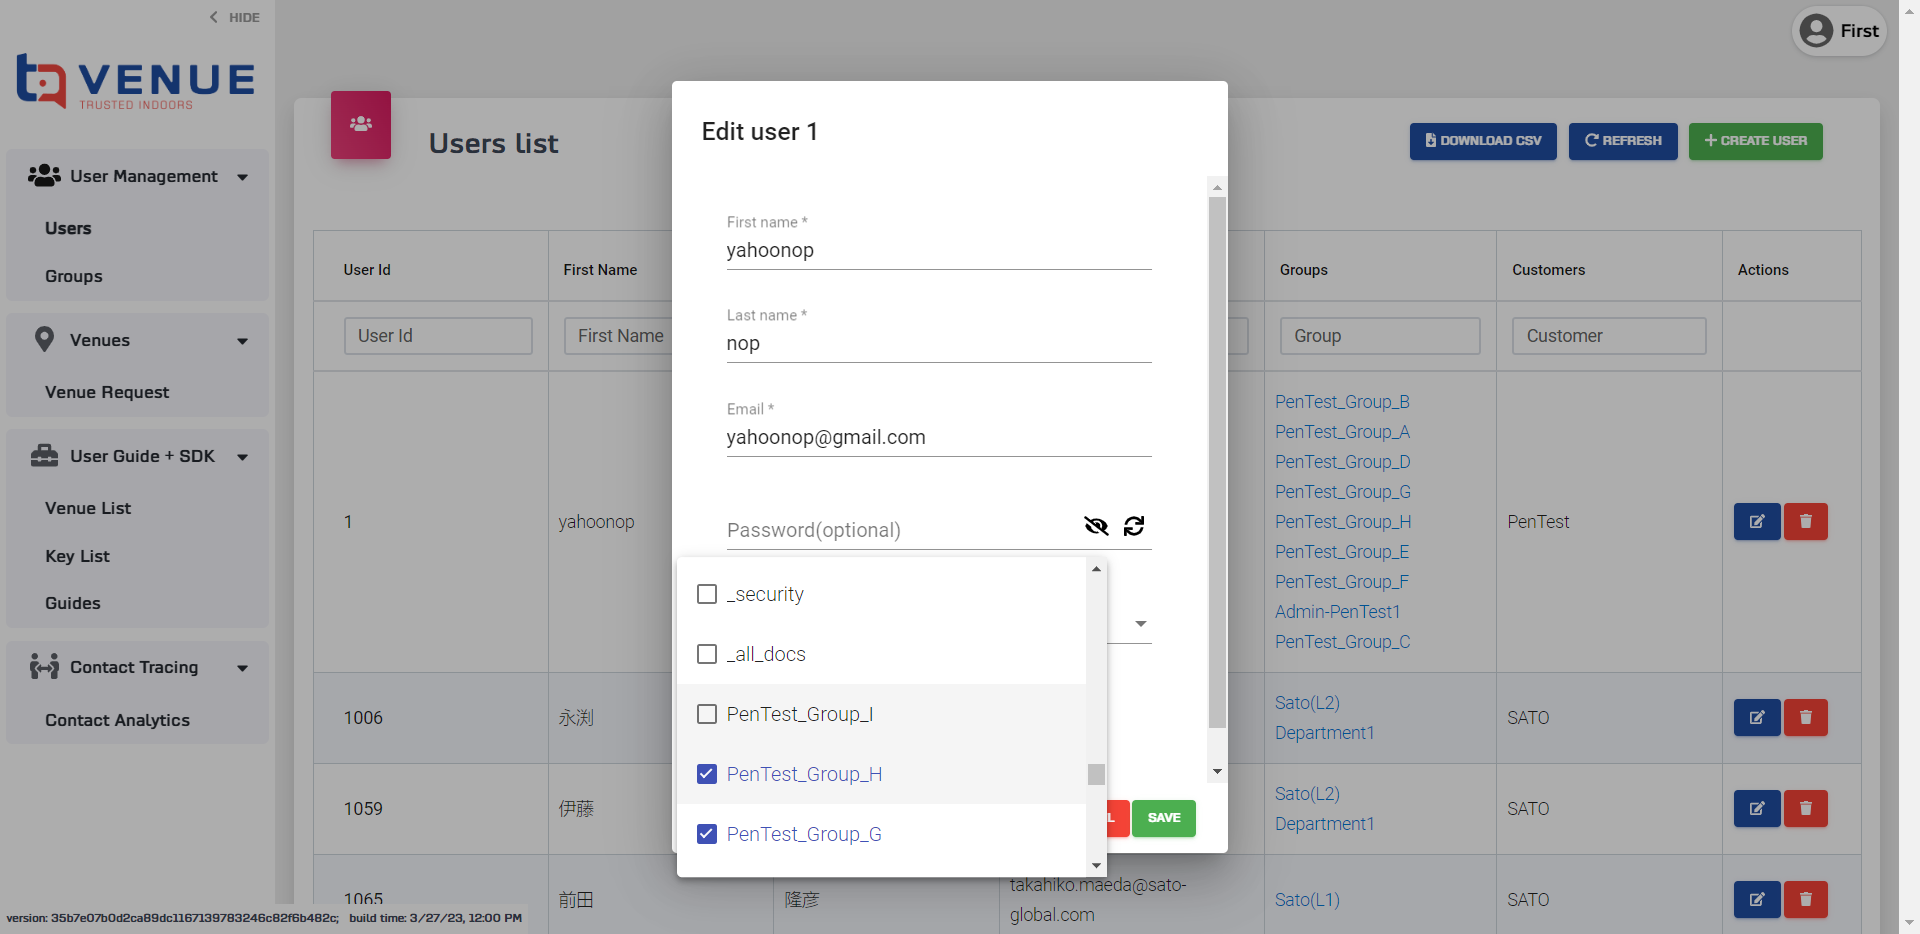 HIDE
VENUE
TRUSTED INDOORS
User Management
Users
Groups
Venues
Venue Request
User Guide + SDK
Venue List
Key List
Guides
Contact Tracing
Contact Analytics
version: 35b7e07b0d2ca89dc1167139783246c82f6b482c; build time: 3/27/23, 12:00 PM
First
Users list
DOWNLOAD CSV
REFRESH
CREATE USER
User Id
First Name
Groups
Customers
Actions
User Id
First Name
Group
Customer
1
yahoonop
PenTest_Group_B
PenTest_Group_A
PenTest_Group_D
PenTest_Group_G
PenTest_Group_H
PenTest_Group_E
PenTest_Group_F
Admin-PenTest1
PenTest_Group_C
PenTest
1006
永渕
Sato(L2)
Department1
SATO
1059
伊藤
Sato(L2)
Department1
SATO
1065
前田
隆彦
takahiko.maeda@sato-
global.com
Sato(L1)
SATO
Edit user 1
First name *
yahoonop
Last name *
nop
Email *
yahoonop@gmail.com
Password(optional)
_security
_all_docs
PenTest_Group_I
PenTest_Group_H
PenTest_Group_G
L
SAVE